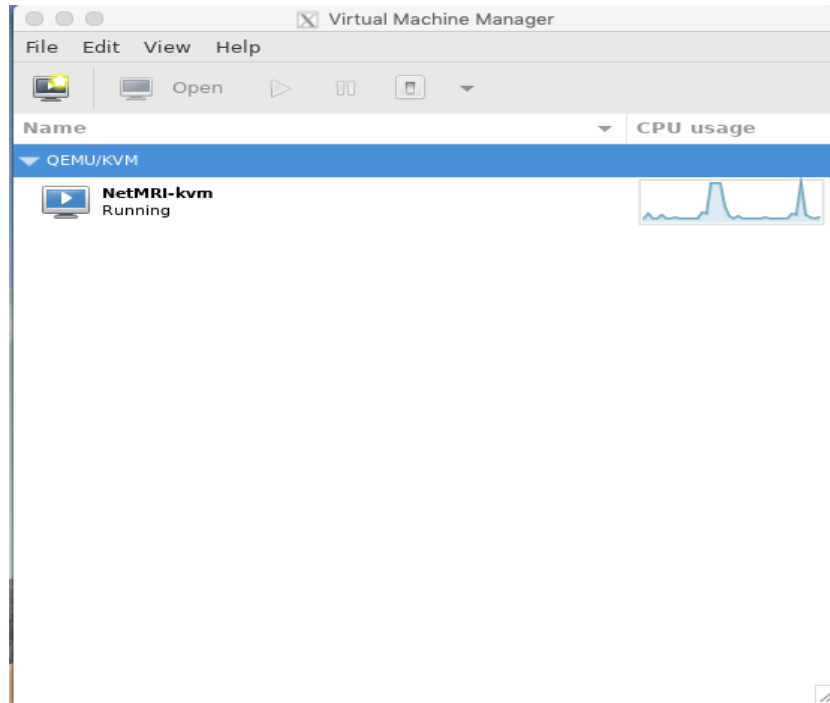 Virtual Machine Manager
File Edit View Help
Open
Name CPU usage
QEMU/KVM
NetMRI-kvm
Running